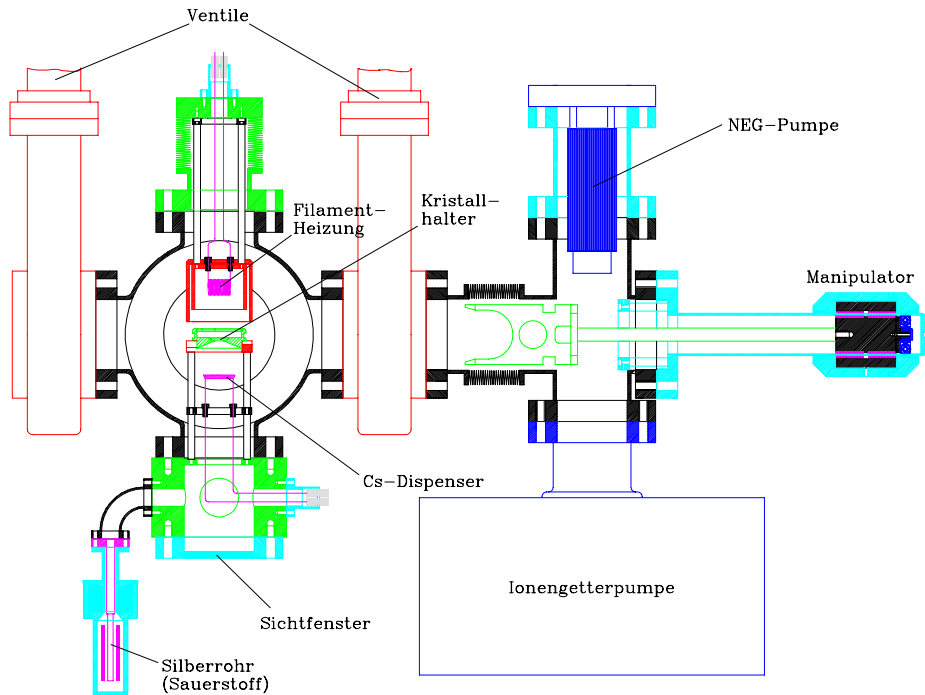 Ventile
NEG-Pumpe
Filament-
Heizung
Kristall-
halter
Manipulator
Cs-Dispenser
Ionengetterpumpe
Sichtfenster
Silberrohr
(Sauerstoff)